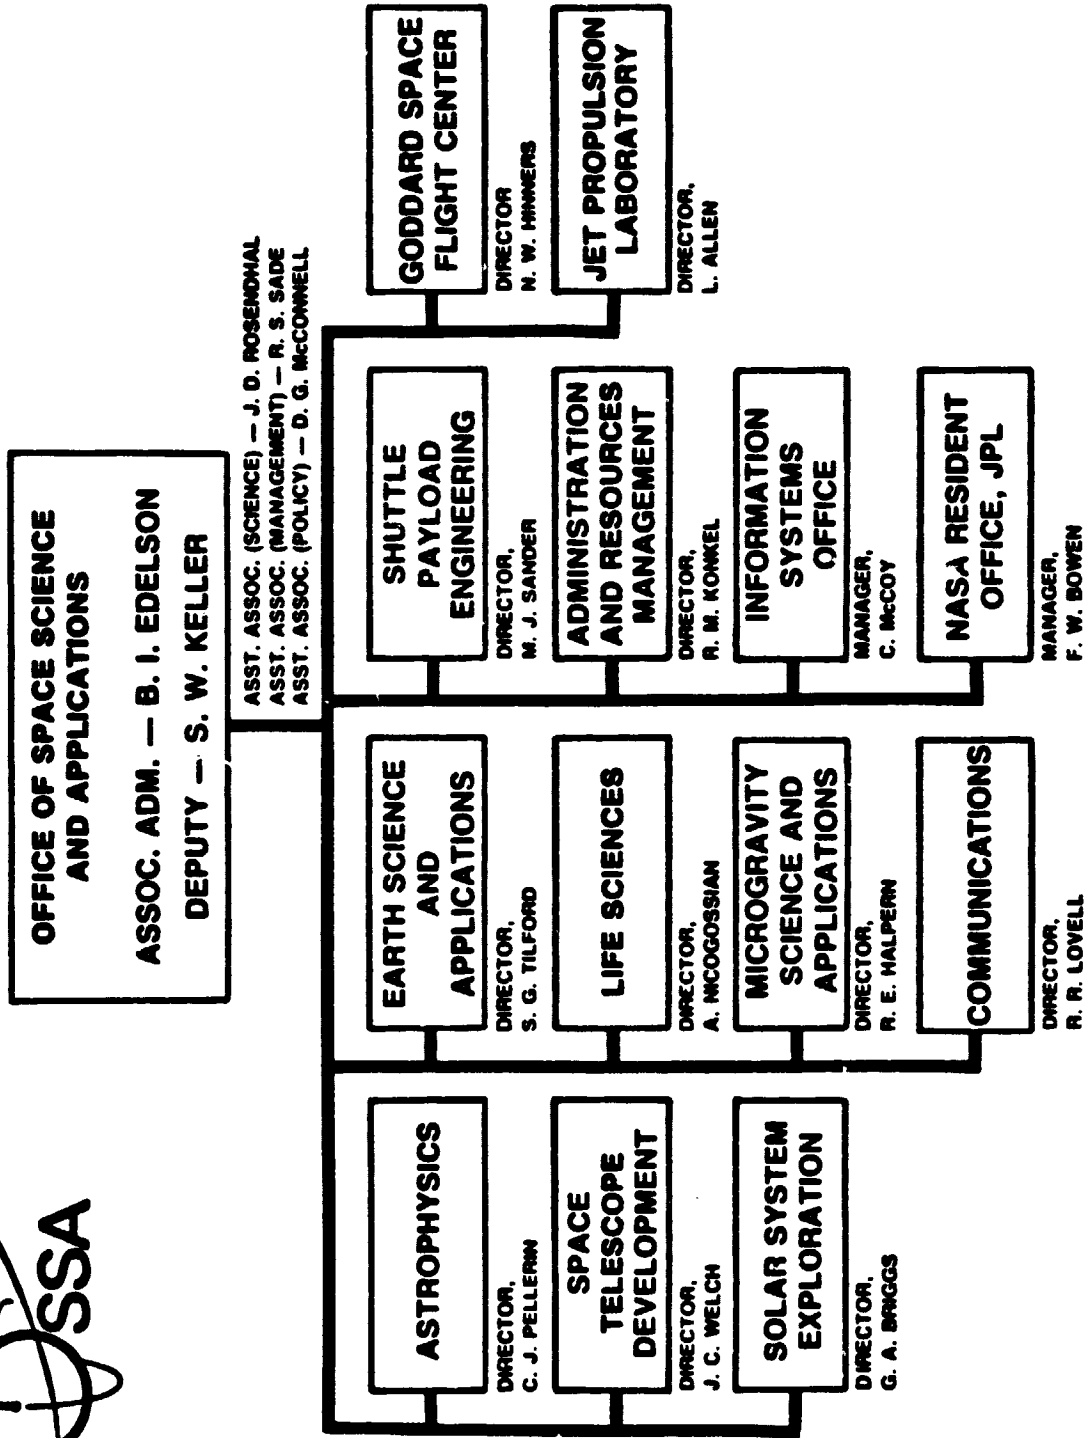 OSSA
OFFICE OF SPACE SCIENCE
AND APPLICATIONS
ASSOC. ADM. — B. I. EDELSON
DEPUTY — S. W. KELLER
ASST. ASSOC. (SCIENCE) — J. D. ROSENDHAL
ASST. ASSOC. (MANAGEMENT) — R. S. SADE
ASST. ASSOC. (POLICY) — D. G. McCONNELL
ASTROPHYSICS
DIRECTOR,
C. J. PELLERIN
SPACE
TELESCOPE
DEVELOPMENT
DIRECTOR,
J. C. WELCH
SOLAR SYSTEM
EXPLORATION
DIRECTOR,
G. A. BRIGGS
EARTH SCIENCE
AND
APPLICATIONS
DIRECTOR,
S. G. TILFORD
LIFE SCIENCES
DIRECTOR,
A. NICOGOSSIAN
MICROGRAVITY
SCIENCE AND
APPLICATIONS
DIRECTOR,
R. E. HALPERN
COMMUNICATIONS
DIRECTOR,
R. R. LOVELL
SHUTTLE
PAYLOAD
ENGINEERING
DIRECTOR,
M. J. SANDER
ADMINISTRATION
AND RESOURCES
MANAGEMENT
DIRECTOR,
R. M. KONKEL
INFORMATION
SYSTEMS
OFFICE
MANAGER,
C. McCOY
NASA RESIDENT
OFFICE, JPL
MANAGER,
F. W. BOWEN
GODDARD SPACE
FLIGHT CENTER
DIRECTOR
N. W. HINNERS
JET PROPULSION
LABORATORY
DIRECTOR,
L. ALLEN